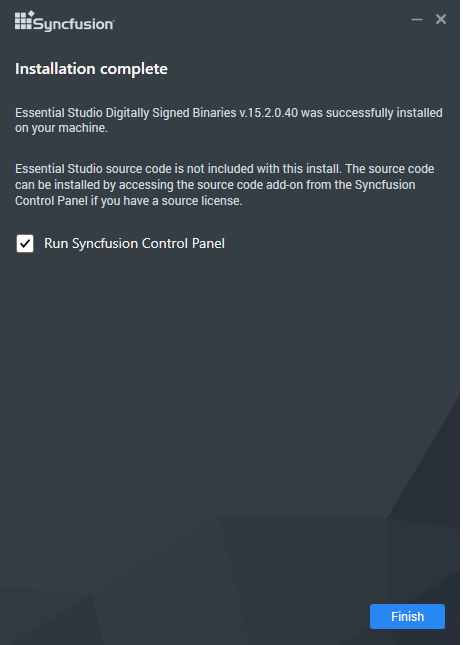 Syncfusion
Installation complete
Essential Studio Digitally Signed Binaries v.15.2.0.40 was successfully installed
on your machine.
Essential Studio source code is not included with this install. The source code
can be installed by accessing the source code add-on from the Syncfusion
Control Panel if you have a source license.
Run Syncfusion Control Panel
Finish